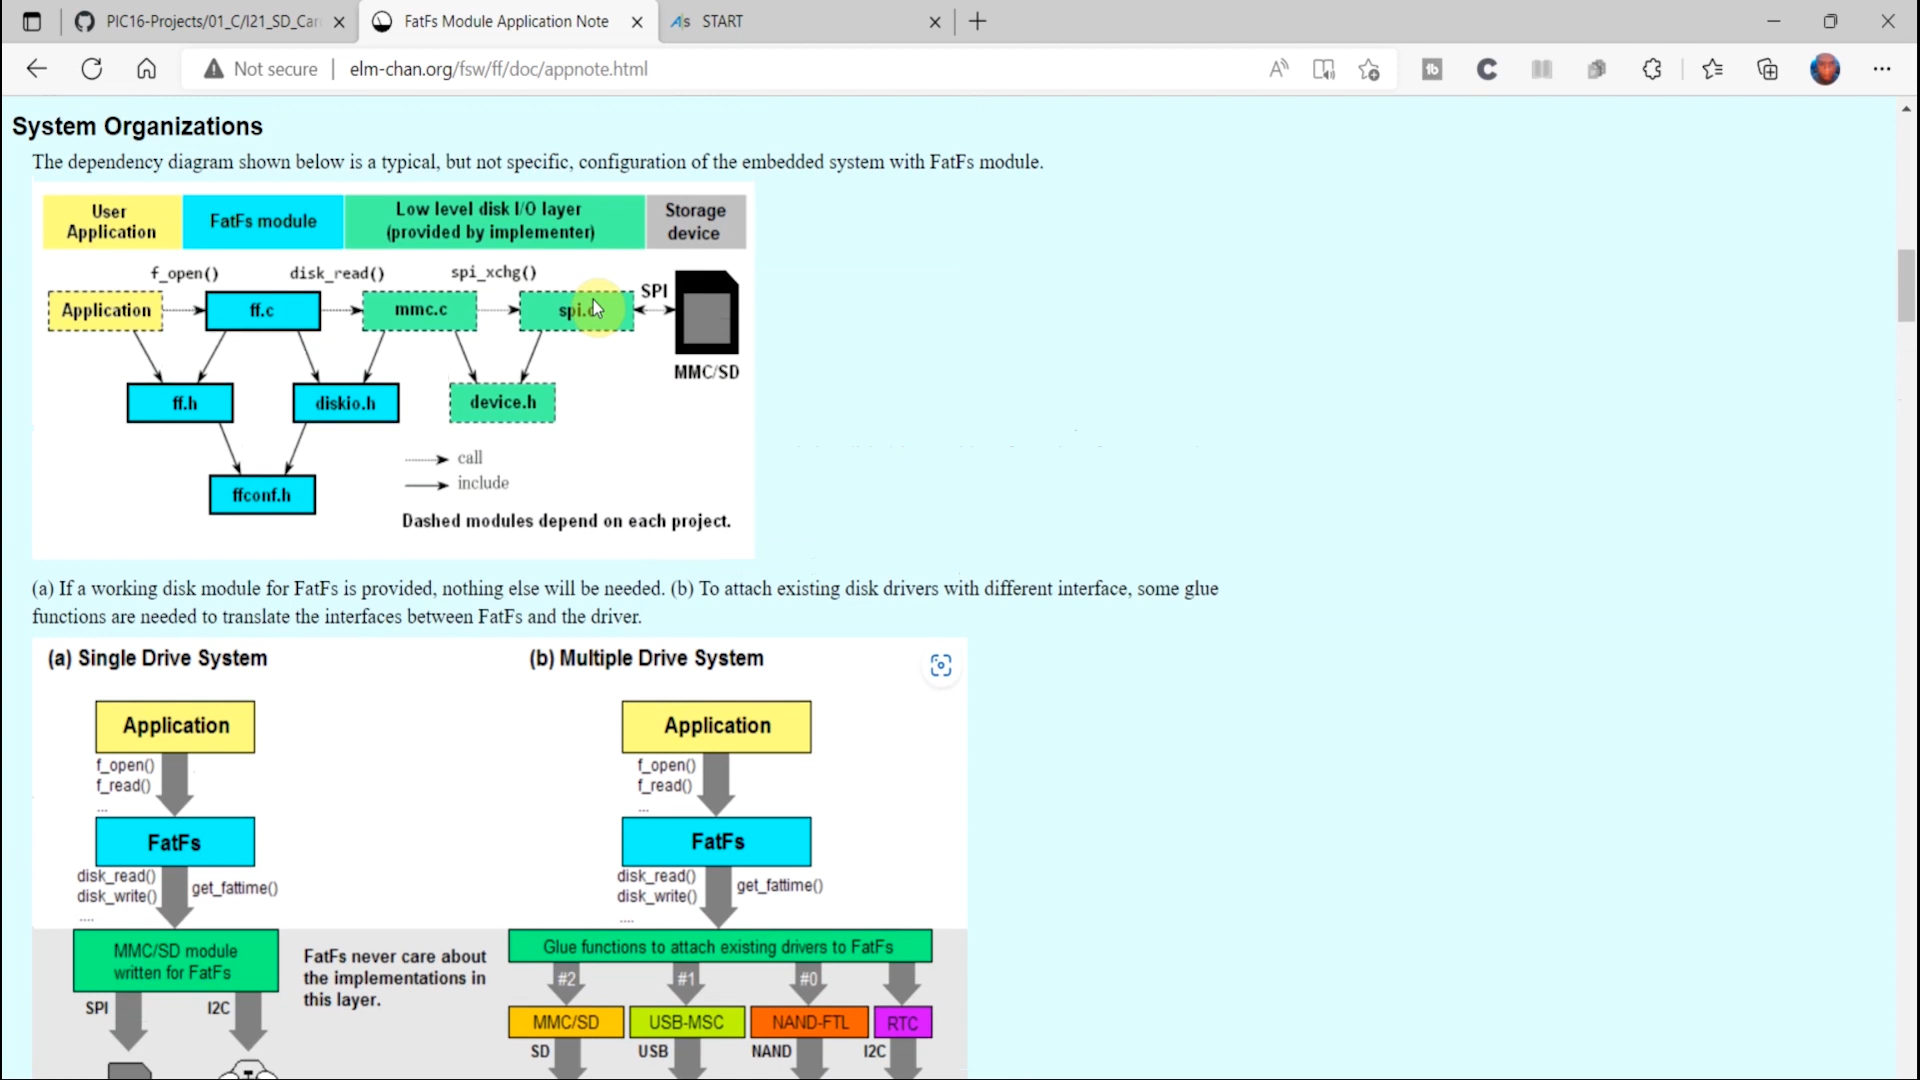 PIC16-Projects/01_C/I21_SD_Car
FatFs Module Application Note
START
Not secure
elm-chan.org/fsw/ff/doc/appnote.html
System Organizations
The dependency diagram shown below is a typical, but not specific, configuration of the embedded system with FatFs module.
User
Application
FatFs module
Low level disk I/O layer
(provided by implementer)
Storage
device
f_open()
disk_read()
spi_xchg()
Application
ff.c
mmc.c
SPI
MMC/SD
ff.h
diskio.h
device.h
call
include
ffconf.h
Dashed modules depend on each project.
(a) If a working disk module for FatFs is provided, nothing else will be needed. (b) To attach existing disk drivers with different interface, some glue
functions are needed to translate the interfaces between FatFs and the driver.
(a) Single Drive System
(b) Multiple Drive System
Application
f_open()
f_read()
...
FatFs
disk_read()
disk_write()
....
get_fattime()
MMC/SD module
written for FatFs
SPI
I2C
FatFs never care about
the implementations in
this layer.
Application
f_open()
f_read()
...
FatFs
disk_read()
disk_write()
....
get_fattime()
Glue functions to attach existing drivers to FatFs
#2
#1
#0
MMC/SD
USB-MSC
NAND-FTL
RTC
SD
USB
NAND
I2C